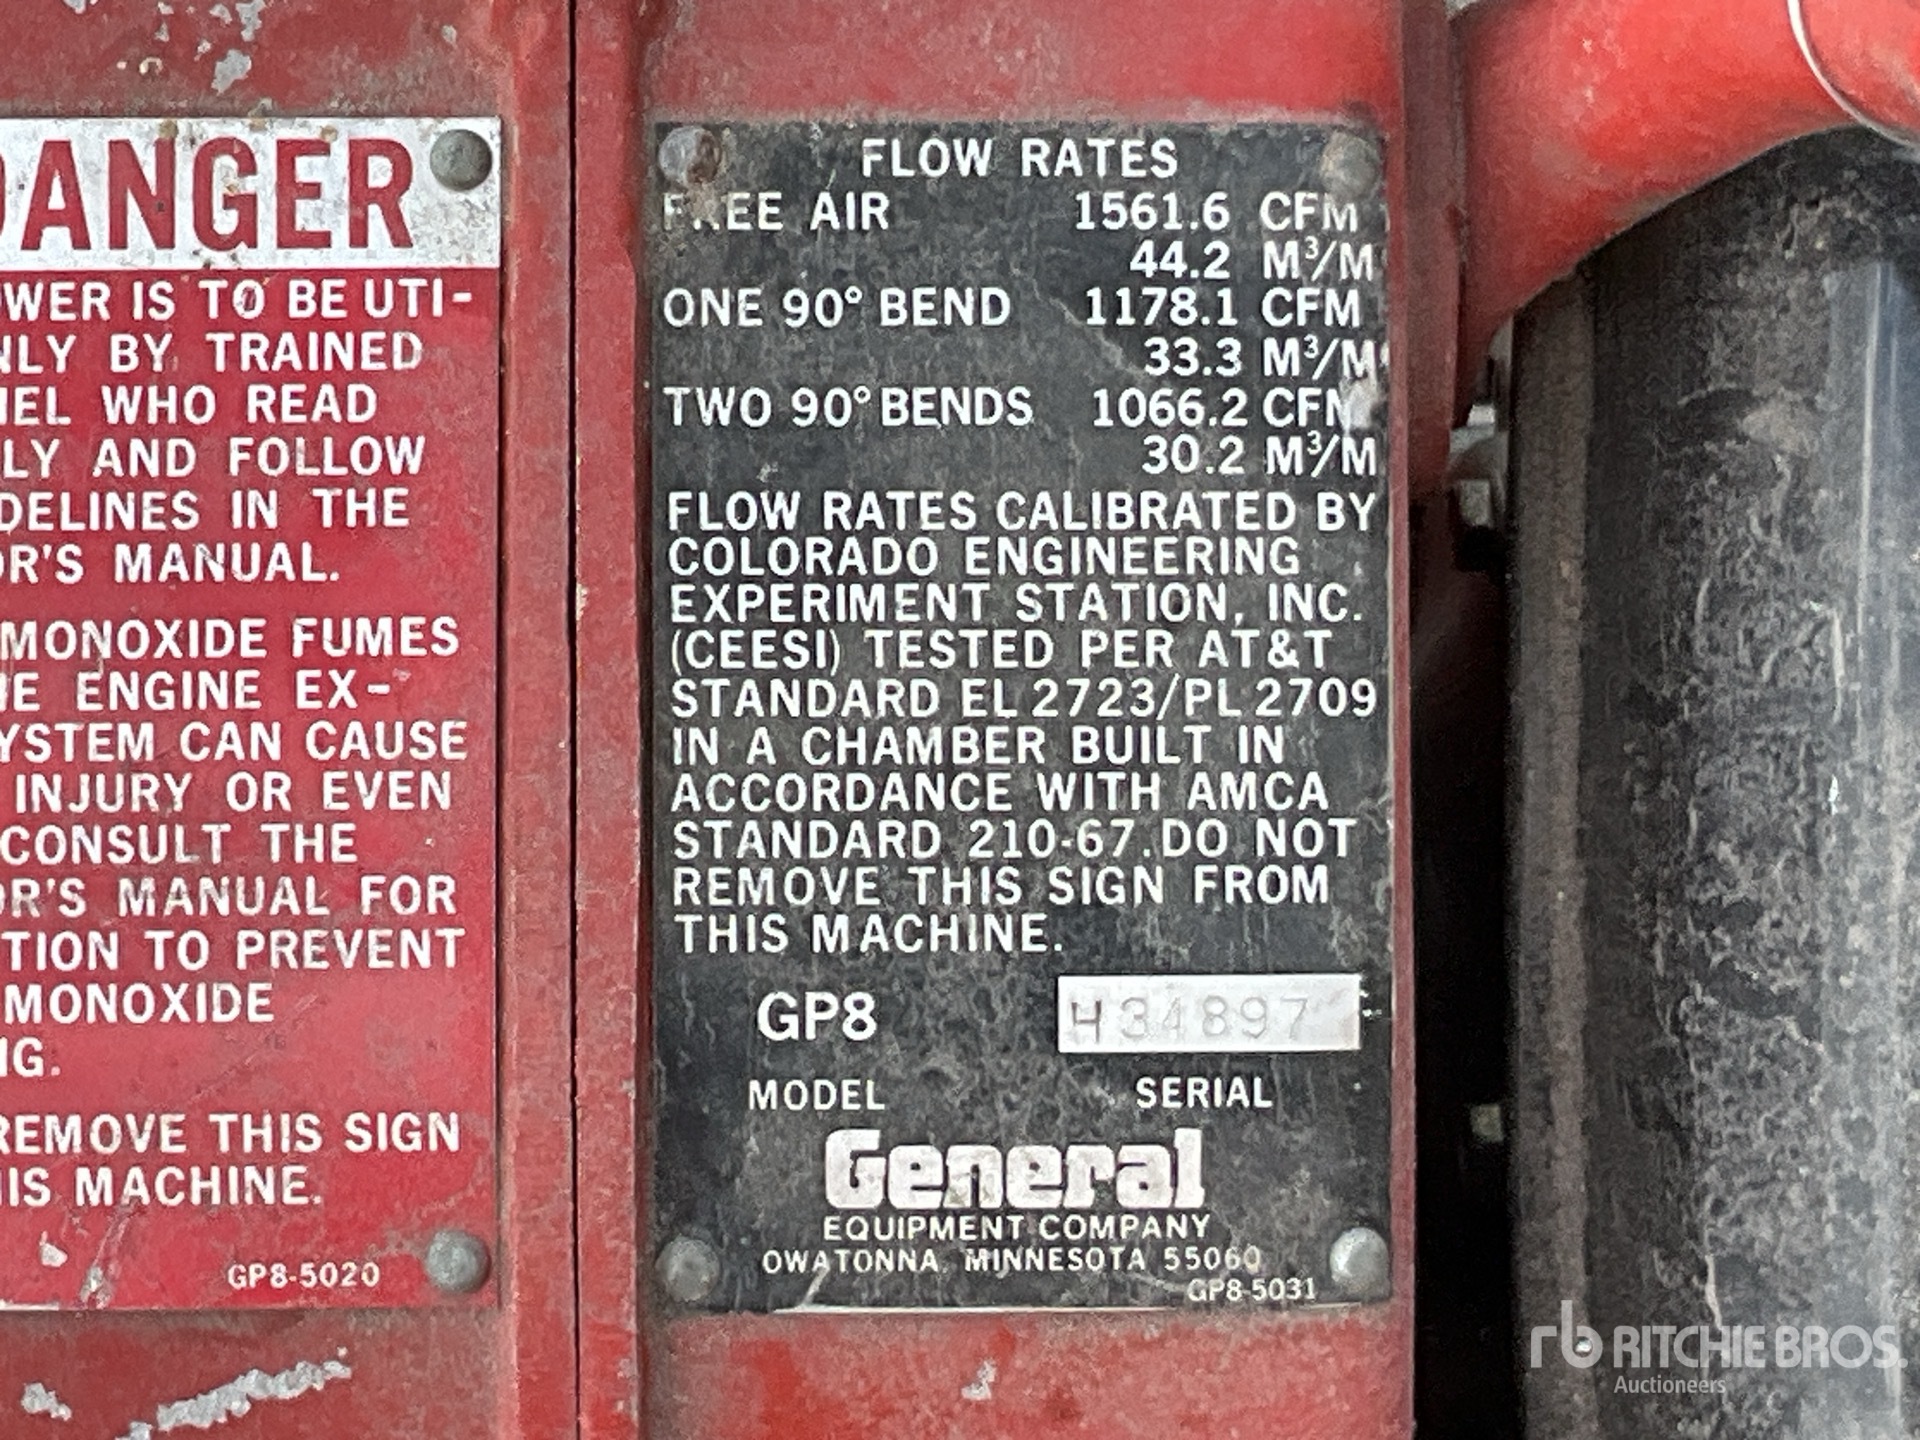 DANGER
OWER IS TO BE UTI-
NLY BY TRAINED
NEL WHO READ
LY AND FOLLOW
DELINES IN THE
OR'S MANUAL.
MONOXIDE FUMES
HE ENGINE EX-
YSTEM CAN CAUSE
INJURY OR EVEN
CONSULT THE
OR'S MANUAL FOR
TION TO PREVENT
MONOXIDE
NG.
REMOVE THIS SIGN
HIS MACHINE.
GP8-5020
FLOW RATES
FREE AIR 1561.6 CFM
44.2 M³/M
ONE 90° BEND 1178.1 CFM
33.3 M³/M
TWO 90° BENDS 1066.2 CFM
30.2 M³/M
FLOW RATES CALIBRATED BY
COLORADO ENGINEERING
EXPERIMENT STATION, INC.
(CEESI) TESTED PER AT&T
STANDARD EL 2723/PL 2709
IN A CHAMBER BUILT IN
ACCORDANCE WITH AMCA
STANDARD 210-67. DO NOT
REMOVE THIS SIGN FROM
THIS MACHINE.
GP8 H34897
MODEL SERIAL
General
EQUIPMENT COMPANY
OWATONNA, MINNESOTA 55060
GP8-5031
rb RITCHIE BROS.
Auctioneers